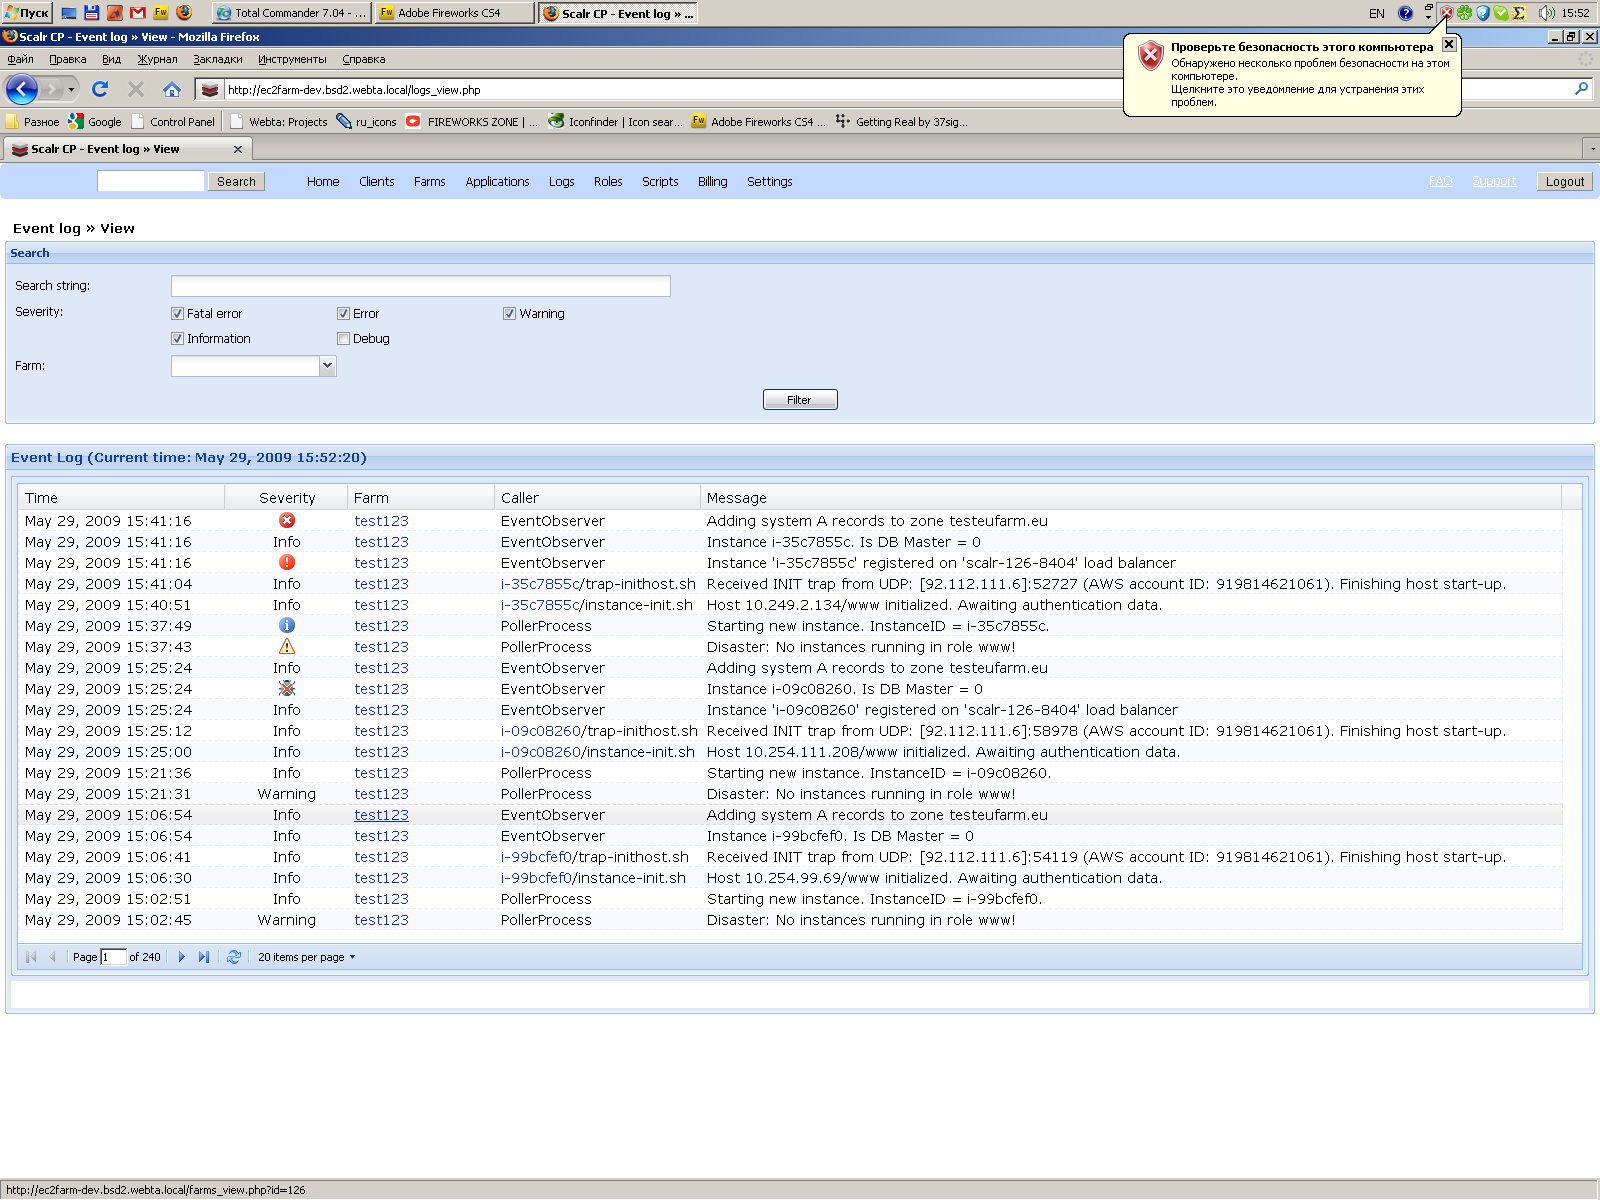 Пуск
Total Commander 7.04 - ...
Adobe Fireworks CS4
Scalr CP - Event log » ...
EN
15:52
Scalr CP - Event log » View - Mozilla Firefox
Файл Правка Вид Журнал Закладки Инструменты Справка
Проверьте безопасность этого компьютера
Обнаружено несколько проблем безопасности на этом
компьютере.
Щелкните это уведомление для устранения этих
проблем.
http://ec2farm-dev.bsd2.webta.local/logs_view.php
Разное Google Control Panel Webta: Projects ru_icons FIREWORKS ZONE | ... Iconfinder | Icon sear... Adobe Fireworks CS4 ... Getting Real by 37sig...
Scalr CP - Event log » View
Search Home Clients Farms Applications Logs Roles Scripts Billing Settings FAQ Support Logout
Event log » View
Search
Search string:
Severity: Fatal error Error Warning
Information Debug
Farm:
Filter
Event Log (Current time: May 29, 2009 15:52:20)
Time Severity Farm Caller Message
May 29, 2009 15:41:16 test123 EventObserver Adding system A records to zone testeufarm.eu
May 29, 2009 15:41:16 Info test123 EventObserver Instance i-35c7855c. Is DB Master = 0
May 29, 2009 15:41:16 test123 EventObserver Instance 'i-35c7855c' registered on 'scalr-126-8404' load balancer
May 29, 2009 15:41:04 Info test123 i-35c7855c/trap-inithost.sh Received INIT trap from UDP: [92.112.111.6]:52727 (AWS account ID: 919814621061). Finishing host start-up.
May 29, 2009 15:40:51 Info test123 i-35c7855c/instance-init.sh Host 10.249.2.134/www initialized. Awaiting authentication data.
May 29, 2009 15:37:49 test123 PollerProcess Starting new instance. InstanceID = i-35c7855c.
May 29, 2009 15:37:43 test123 PollerProcess Disaster: No instances running in role www!
May 29, 2009 15:25:24 Info test123 EventObserver Adding system A records to zone testeufarm.eu
May 29, 2009 15:25:24 test123 EventObserver Instance i-09c08260. Is DB Master = 0
May 29, 2009 15:25:24 Info test123 EventObserver Instance 'i-09c08260' registered on 'scalr-126-8404' load balancer
May 29, 2009 15:25:12 Info test123 i-09c08260/trap-inithost.sh Received INIT trap from UDP: [92.112.111.6]:58978 (AWS account ID: 919814621061). Finishing host start-up.
May 29, 2009 15:25:00 Info test123 i-09c08260/instance-init.sh Host 10.254.111.208/www initialized. Awaiting authentication data.
May 29, 2009 15:21:36 Info test123 PollerProcess Starting new instance. InstanceID = i-09c08260.
May 29, 2009 15:21:31 Warning test123 PollerProcess Disaster: No instances running in role www!
May 29, 2009 15:06:54 Info test123 EventObserver Adding system A records to zone testeufarm.eu
May 29, 2009 15:06:54 Info test123 EventObserver Instance i-99bcfef0. Is DB Master = 0
May 29, 2009 15:06:41 Info test123 i-99bcfef0/trap-inithost.sh Received INIT trap from UDP: [92.112.111.6]:54119 (AWS account ID: 919814621061). Finishing host start-up.
May 29, 2009 15:06:30 Info test123 i-99bcfef0/instance-init.sh Host 10.254.99.69/www initialized. Awaiting authentication data.
May 29, 2009 15:02:51 Info test123 PollerProcess Starting new instance. InstanceID = i-99bcfef0.
May 29, 2009 15:02:45 Warning test123 PollerProcess Disaster: No instances running in role www!
Page 1 of 240 20 items per page
http://ec2farm-dev.bsd2.webta.local/farms_view.php?id=126